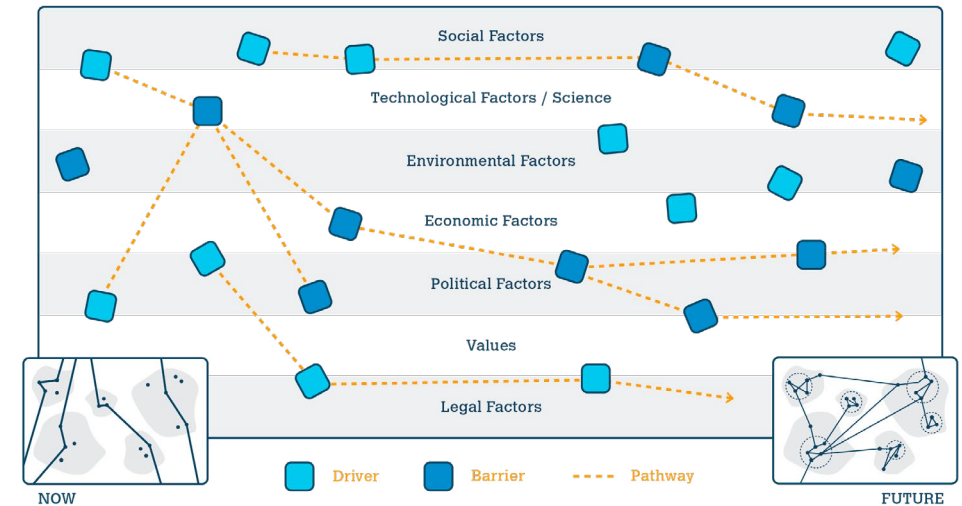 Social Factors
Technological Factors / Science
Environmental Factors
Economic Factors
Political Factors
Values
Legal Factors
Driver
Barrier
Pathway
NOW
FUTURE